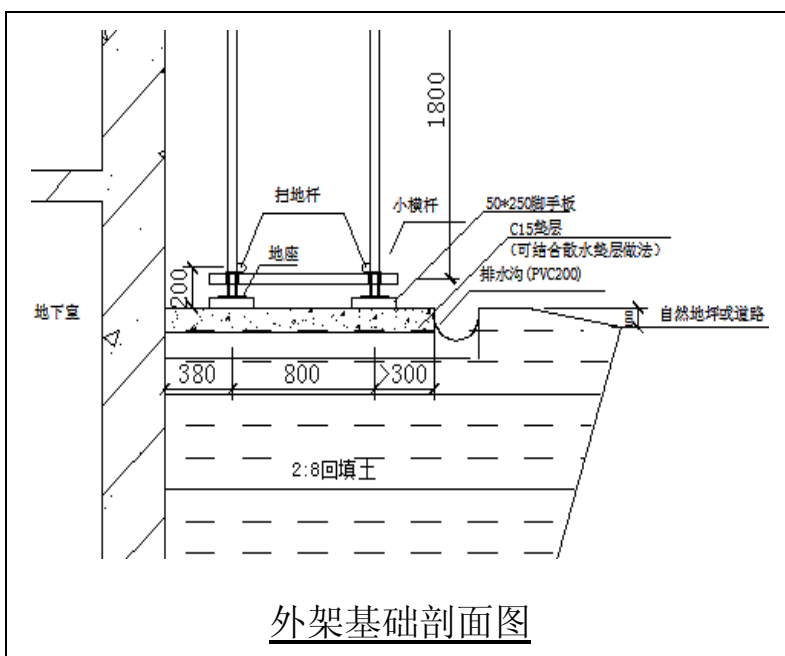 1800
扫地杆
小横杆
50*250脚手板
C15垫层
(可结合散水垫层做法)
地座
排水沟(PVC200)
200
地下室
自然地坪或道路
380
800
>300
2:8回填土
外架基础剖面图